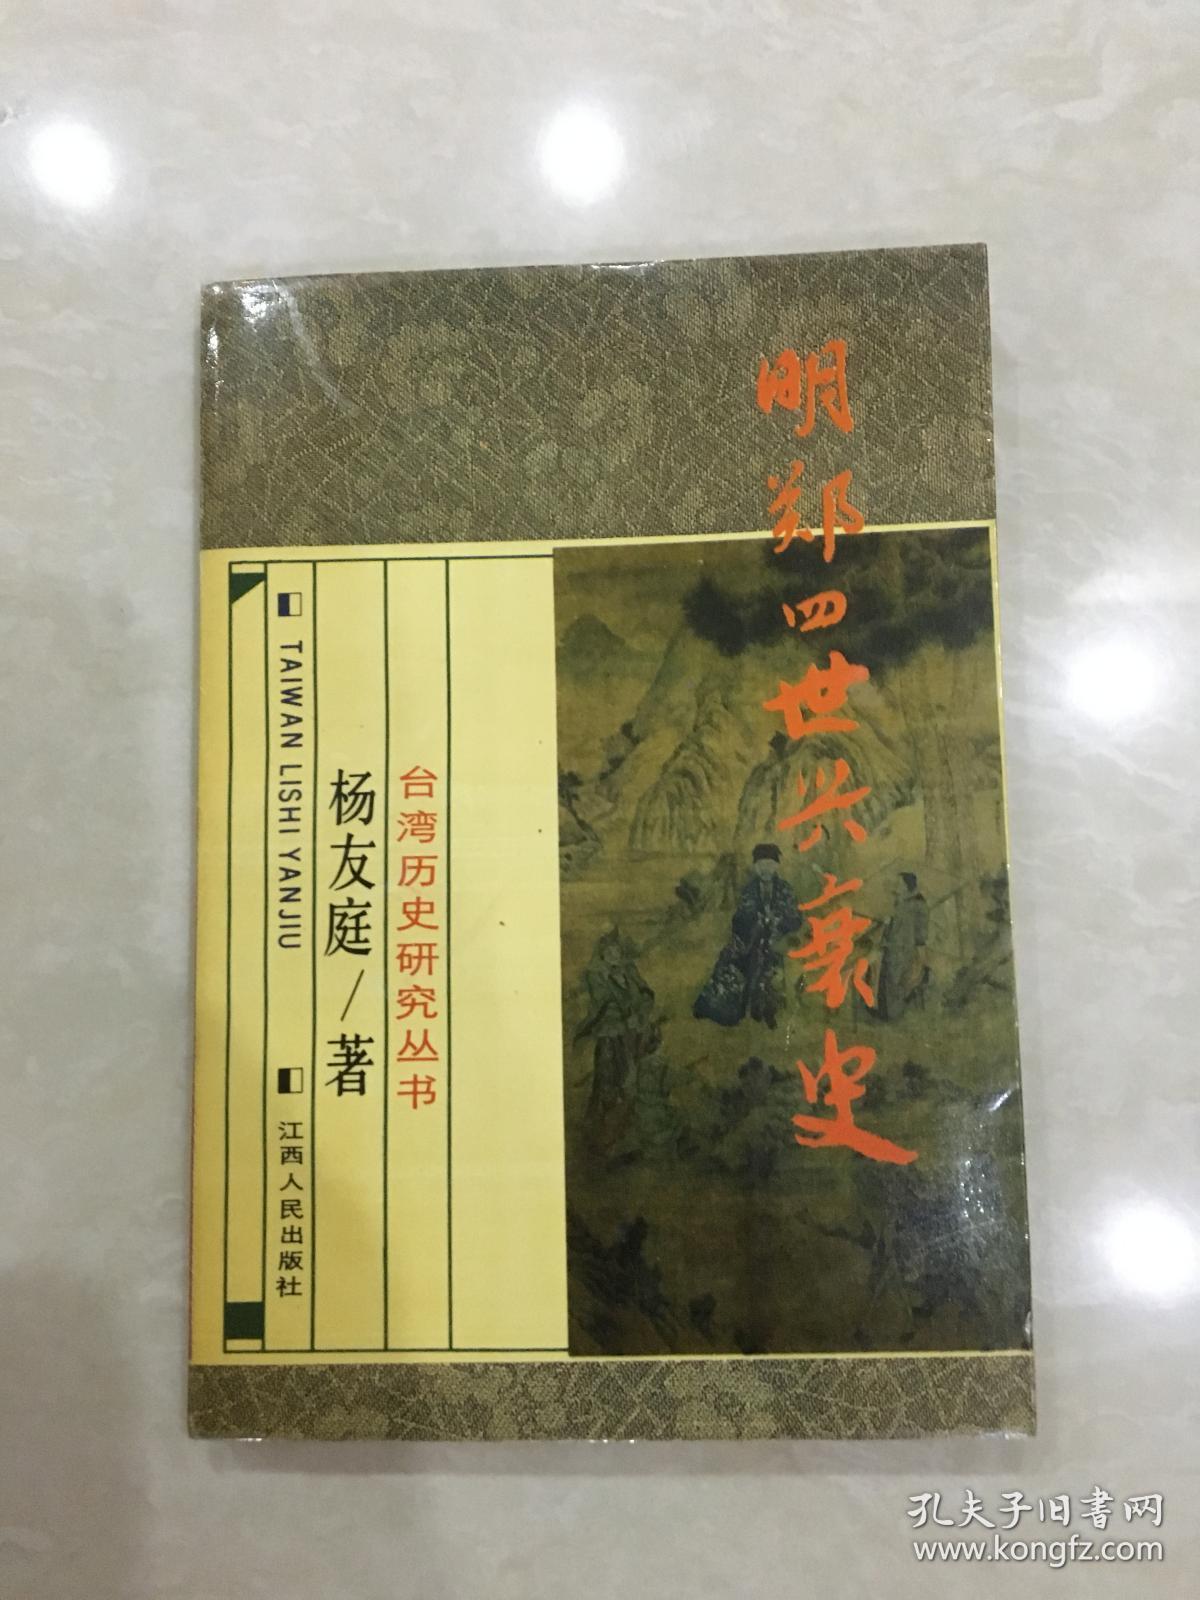 明郑四世兴衰史
台湾历史研究丛书
杨友庭/著
TAIWAN LISHI YANJIU
江西人民出版社
孔夫子旧书网
www.kongfz.com